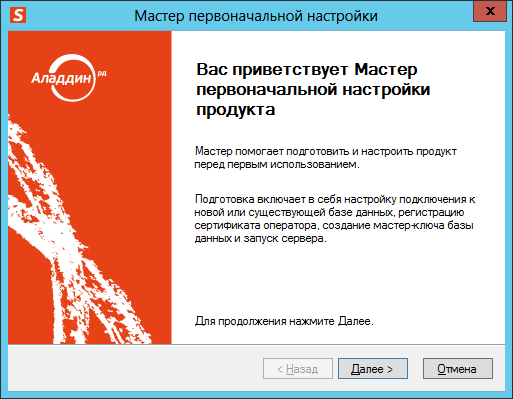 S
Мастер первоначальной настройки
x
Аладдин РД
Вас приветствует Мастер
первоначальной настройки
продукта
Мастер помогает подготовить и настроить продукт
перед первым использованием.
Подготовка включает в себя настройку подключения к
новой или существующей базе данных, регистрацию
сертификата оператора, создание мастер-ключа базы
данных и запуск сервера.
Для продолжения нажмите Далее.
< Назад
Далее >
Отмена